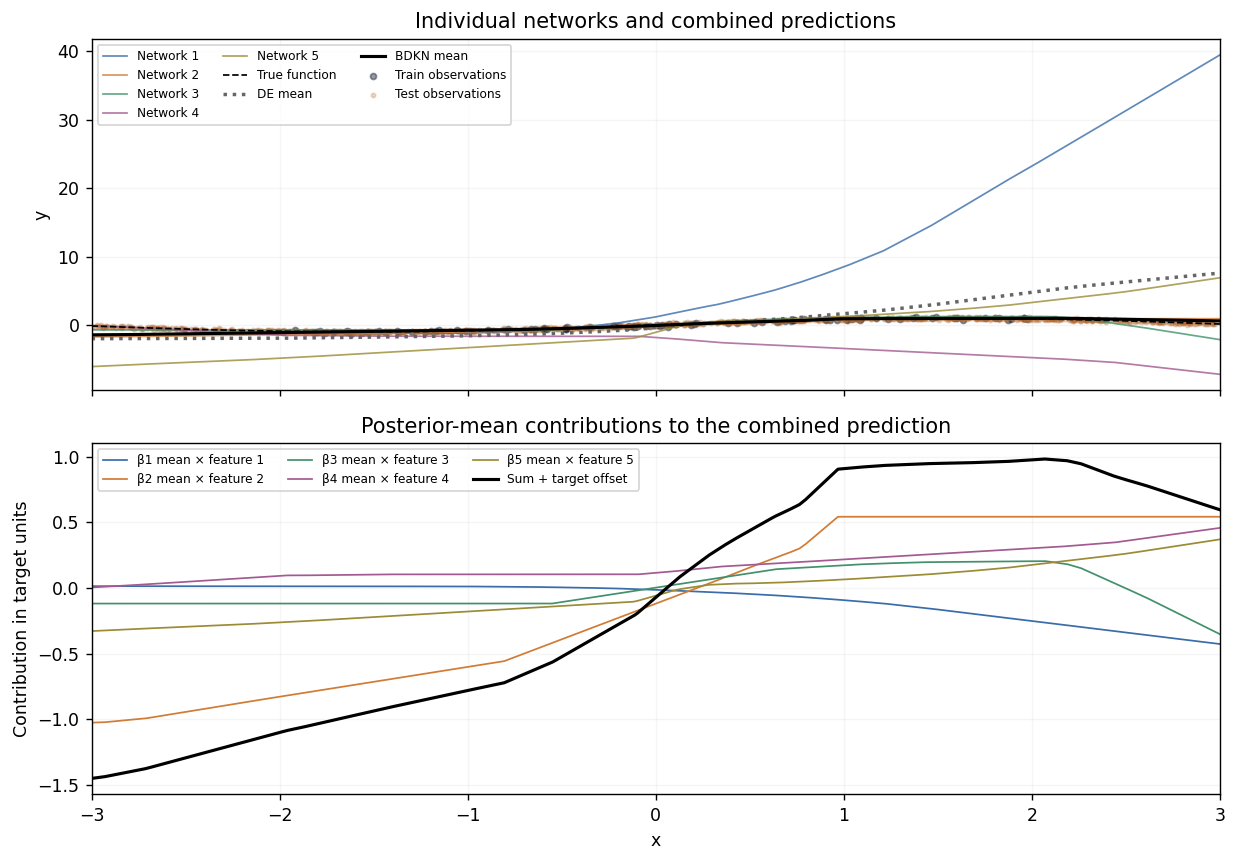 Individual networks and combined predictions
Network 1
Network 2
Network 3
Network 4
Network 5
True function
DE mean
BDKN mean
Train observations
Test observations
40
30
20
10
0
y
Posterior-mean contributions to the combined prediction
β1 mean × feature 1
β2 mean × feature 2
β3 mean × feature 3
β4 mean × feature 4
β5 mean × feature 5
Sum + target offset
1.0
0.5
0.0
−0.5
−1.0
−1.5
Contribution in target units
−3
−2
−1
0
1
2
3
x